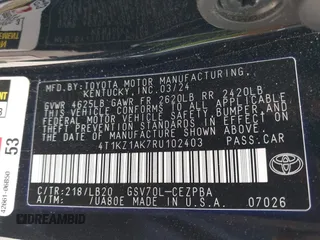 MFD. BY: TOYOTA MOTOR MANUFACTURING,
KENTUCKY, INC. 03/24
GVWR 4625LB GAWR FR 2620LB RR 2420LB
THIS VEHICLE CONFORMS TO ALL APPLICABLE
FEDERAL MOTOR VEHICLE SAFETY, BUMPER,
AND THEFT PREVENTION STANDARDS IN
EFFECT ON THE DATE OF MANUFACTURE
SHOWN ABOVE.
4T1KZ1AK7RU102403
PASS.CAR
C/TR:218/LB20 GSV70L-CEZPBA
A/TM: 7UA80E MADE IN U.S.A. 07026
TOYOTA
53